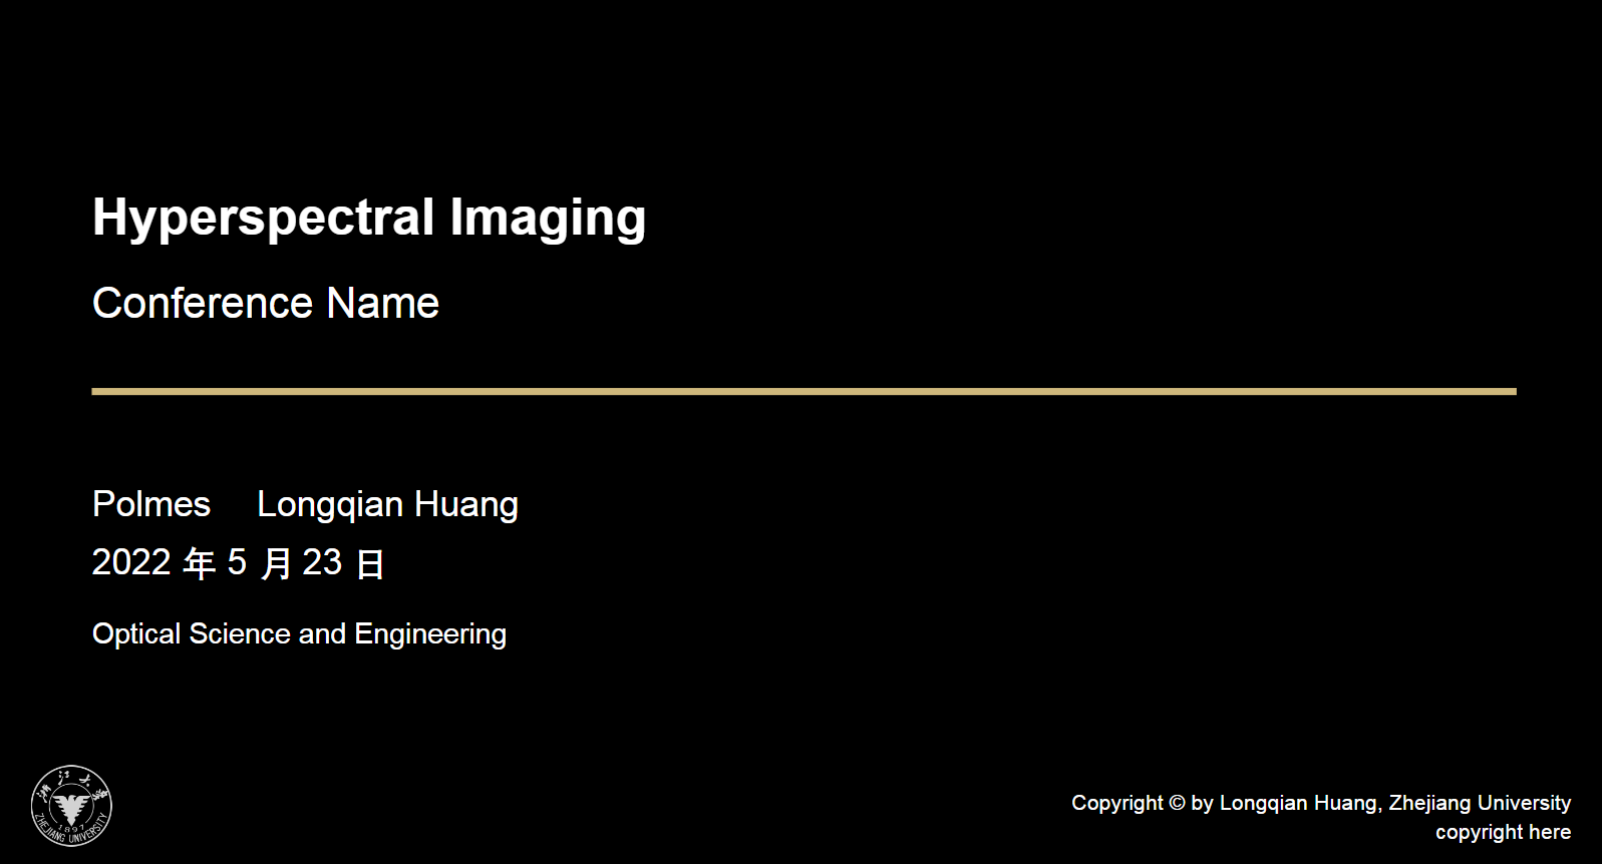 Hyperspectral Imaging
Conference Name
Polmes Longqian Huang
2022 年 5 月 23 日
Optical Science and Engineering
浙江大学
1897
ZHEJIANG UNIVERSITY
Copyright © by Longqian Huang, Zhejiang University
copyright here